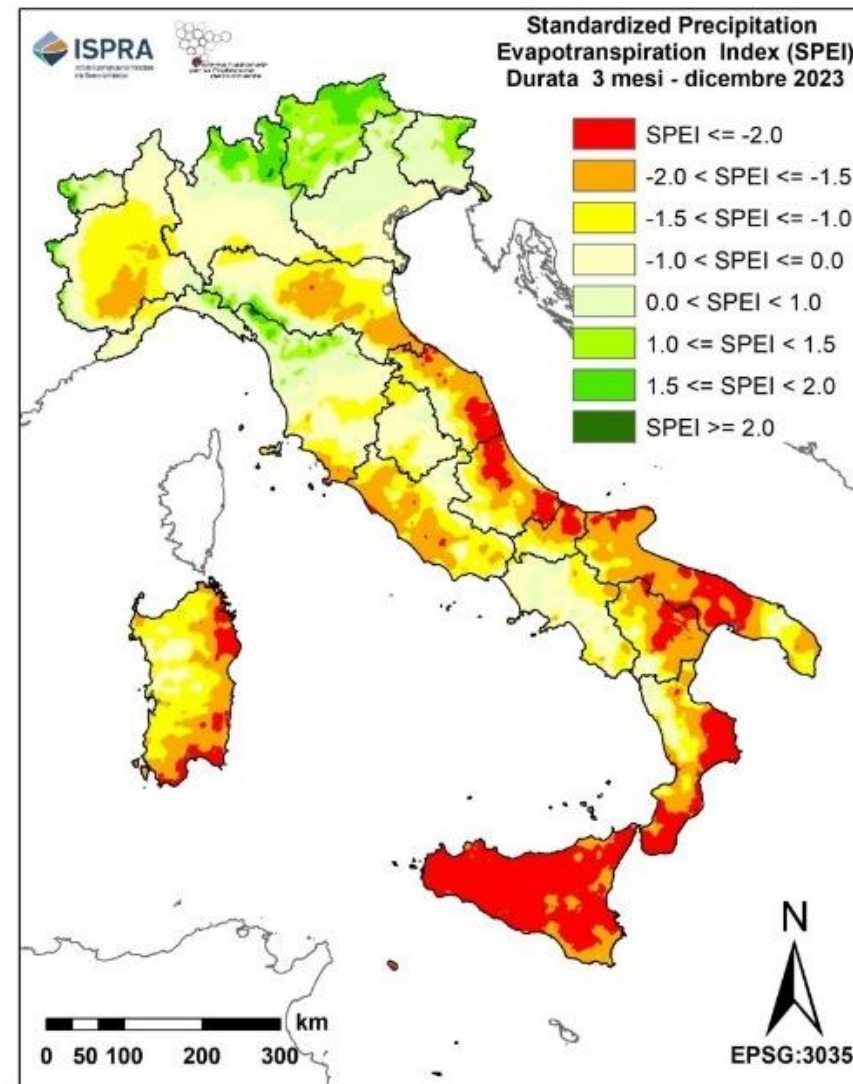 ISPRA
Standardized Precipitation
Evapotranspiration Index (SPEI)
Durata 3 mesi - dicembre 2023
SPEI <= -2.0
-2.0 < SPEI <= -1.5
-1.5 < SPEI <= -1.0
-1.0 < SPEI <= 0.0
0.0 < SPEI < 1.0
1.0 <= SPEI < 1.5
1.5 <= SPEI < 2.0
SPEI >= 2.0
N
km
0 50 100 200 300
EPSG:3035